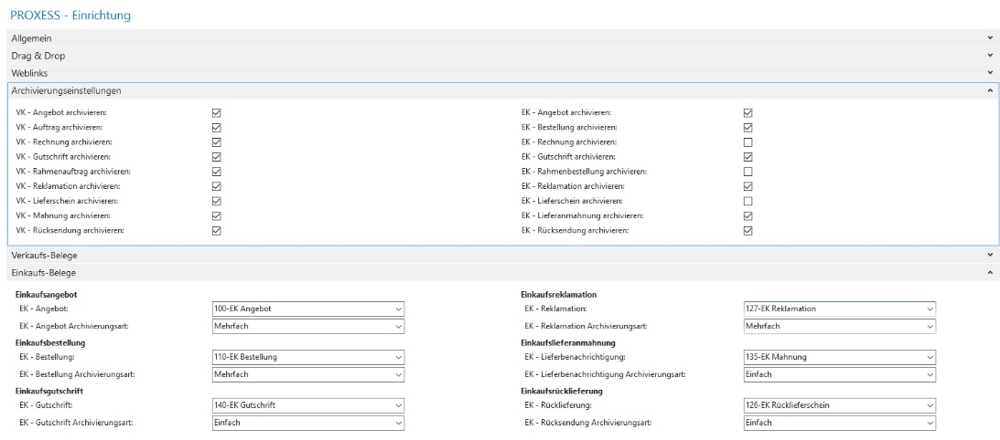 PROXESS - Einrichtung
Allgemein
Drag & Drop
Weblinks
Archivierungseinstellungen
VK - Angebot archivieren:
EK - Angebot archivieren:
VK - Auftrag archivieren:
EK - Bestellung archivieren:
VK - Rechnung archivieren:
EK - Rechnung archivieren:
VK - Gutschrift archivieren:
EK - Gutschrift archivieren:
VK - Rahmenauftrag archivieren:
EK - Rahmenbestellung archivieren:
VK - Reklamation archivieren:
EK - Reklamation archivieren:
VK - Lieferschein archivieren:
EK - Lieferschein archivieren:
VK - Mahnung archivieren:
EK - Lieferanmahnung archivieren:
VK - Rücksendung archivieren:
EK - Rücksendung archivieren:
Verkaufs-Belege
Einkaufs-Belege
Einkaufsangebot
EK - Angebot: 100-EK Angebot
EK - Angebot Archivierungsart: Mehrfach
Einkaufsbestellung
EK - Bestellung: 110-EK Bestellung
EK - Bestellung Archivierungsart: Mehrfach
Einkaufsgutschrift
EK - Gutschrift: 140-EK Gutschrift
EK - Gutschrift Archivierungsart: Einfach
Einkaufsreklamation
EK - Reklamation: 127-EK Reklamation
EK - Reklamation Archivierungsart: Mehrfach
Einkaufslieferanmahnung
EK - Lieferbenachrichtigung: 135-EK Mahnung
EK - Lieferbenachrichtigung Archivierungsart: Einfach
Einkaufsrücklieferung
EK - Rücklieferung: 126-EK Rücklieferschein
EK - Rücksendung Archivierungsart: Einfach